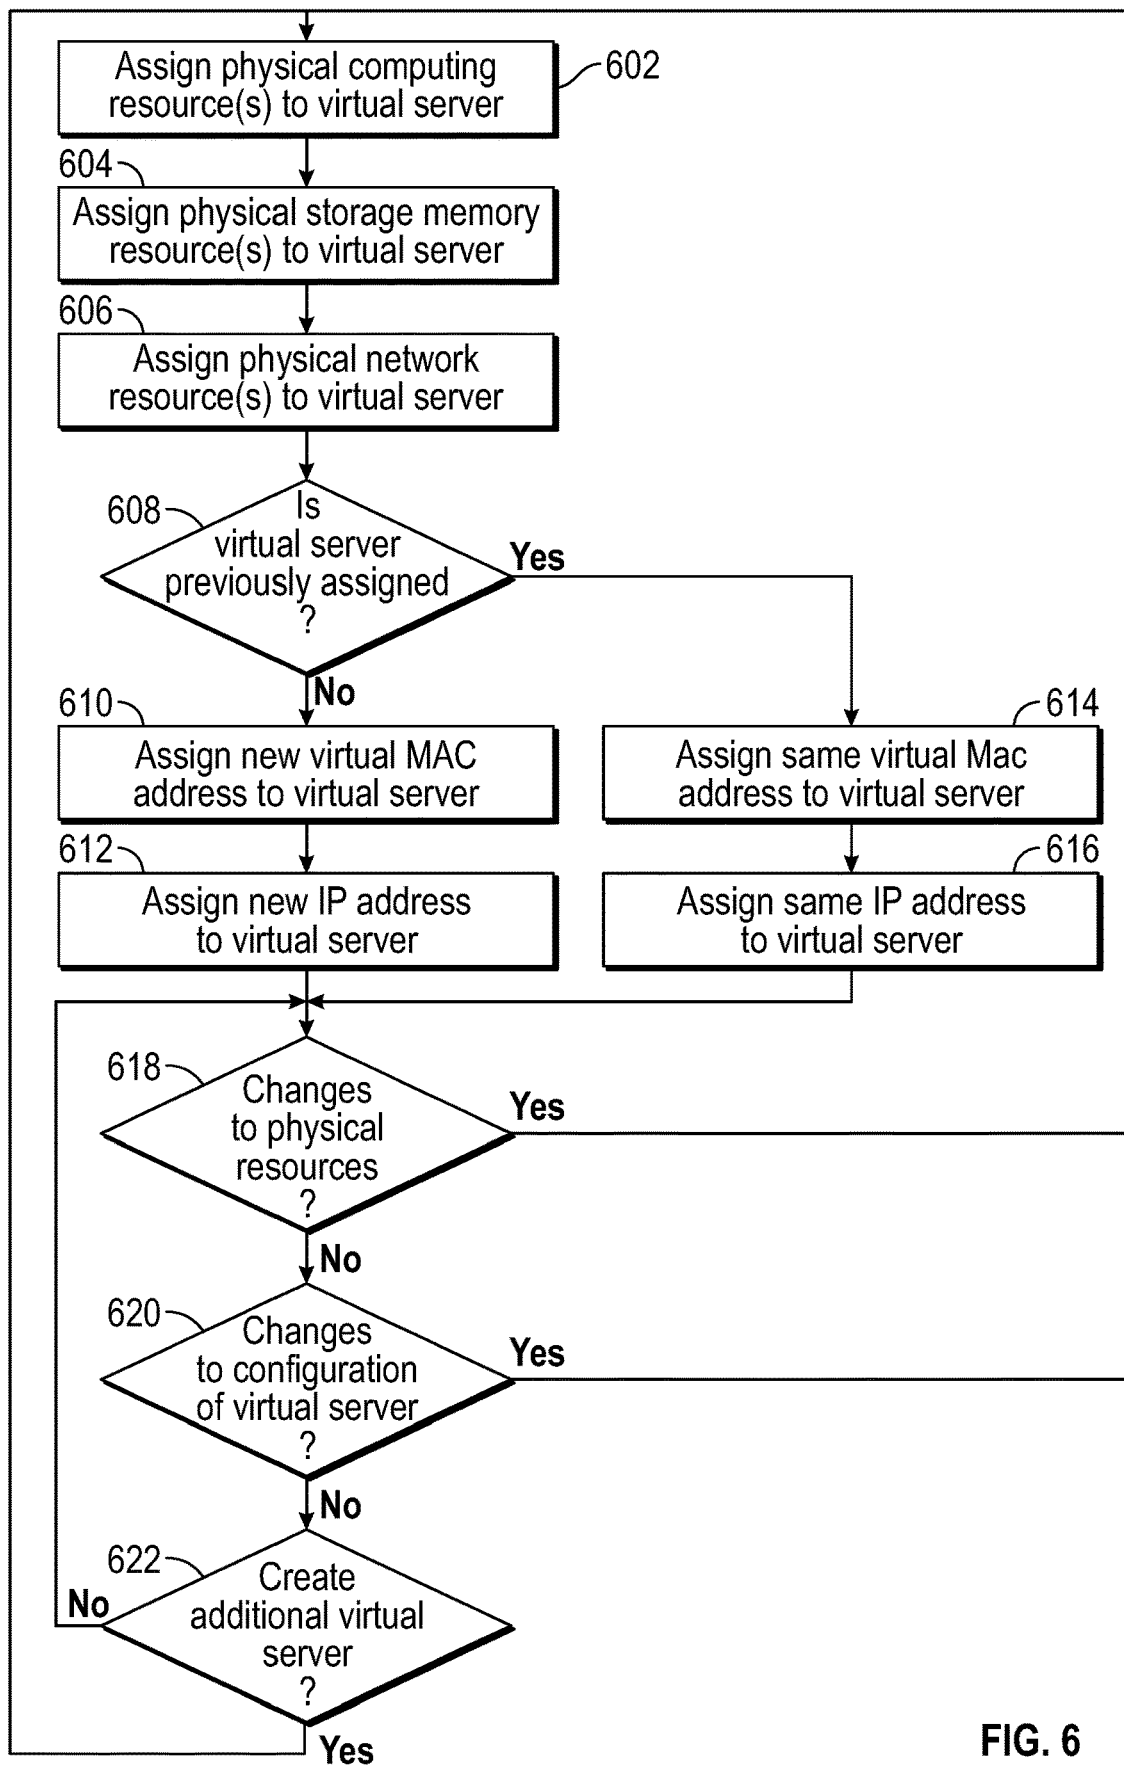 Assign physical computing
resource(s) to virtual server
602
604
Assign physical storage memory
resource(s) to virtual server
606
Assign physical network
resource(s) to virtual server
608
Is
virtual server
previously assigned
?
Yes
No
610
Assign new virtual MAC
address to virtual server
614
Assign same virtual Mac
address to virtual server
612
Assign new IP address
to virtual server
616
Assign same IP address
to virtual server
618
Changes
to physical
resources
?
Yes
No
620
Changes
to configuration
of virtual server
?
Yes
No
622
Create
additional virtual
server
?
No
Yes
FIG. 6